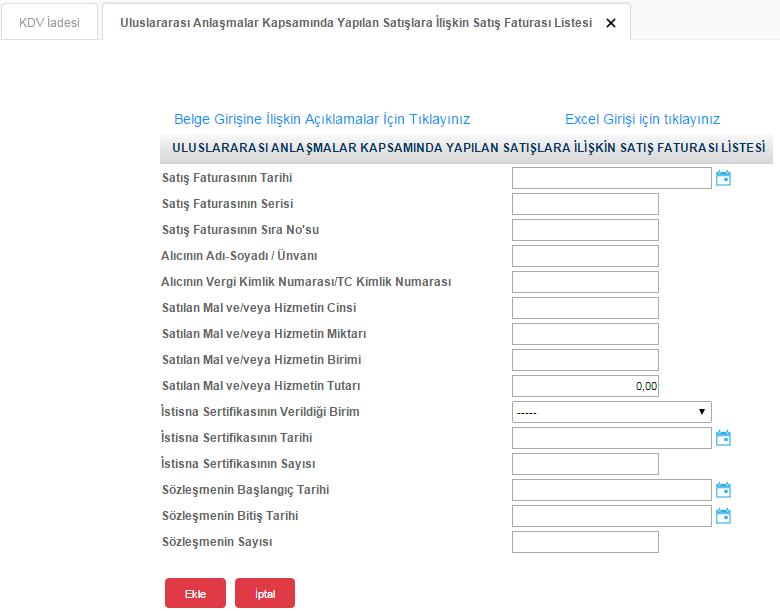 KDV İadesi
Uluslararası Anlaşmalar Kapsamında Yapılan Satışlara İlişkin Satış Faturası Listesi
Belge Girişine İlişkin Açıklamalar İçin Tıklayınız
Excel Girişi için tıklayınız
ULUSLARARASI ANLAŞMALAR KAPSAMINDA YAPILAN SATIŞLARA İLİŞKİN SATIŞ FATURASI LİSTESİ
Satış Faturasının Tarihi
Satış Faturasının Serisi
Satış Faturasının Sıra No'su
Alıcının Adı-Soyadı / Ünvanı
Alıcının Vergi Kimlik Numarası/TC Kimlik Numarası
Satılan Mal ve/veya Hizmetin Cinsi
Satılan Mal ve/veya Hizmetin Miktarı
Satılan Mal ve/veya Hizmetin Birimi
Satılan Mal ve/veya Hizmetin Tutarı 0,00
İstisna Sertifikasının Verildiği Birim -----
İstisna Sertifikasının Tarihi
İstisna Sertifikasının Sayısı
Sözleşmenin Başlangıç Tarihi
Sözleşmenin Bitiş Tarihi
Sözleşmenin Sayısı
Ekle İptal